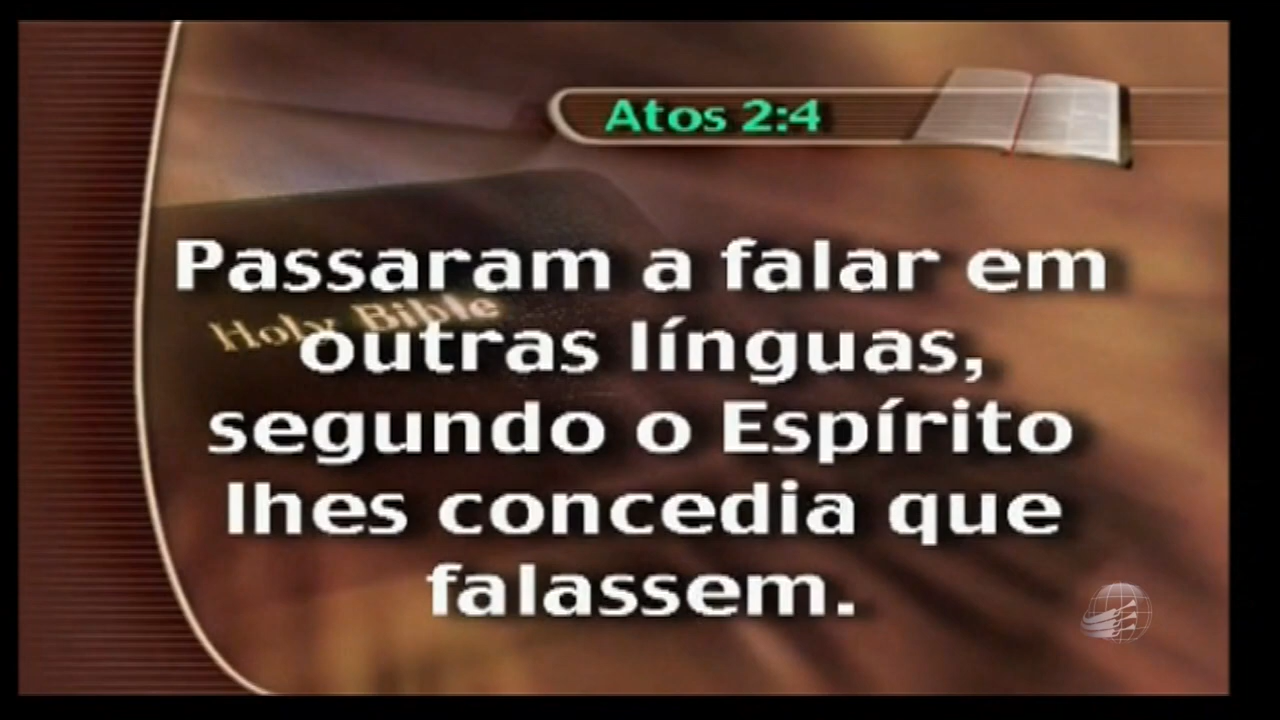 Atos 2:4
Passaram a falar em
Holy Bible
outras línguas,
segundo o Espírito
lhes concedia que
falassem.